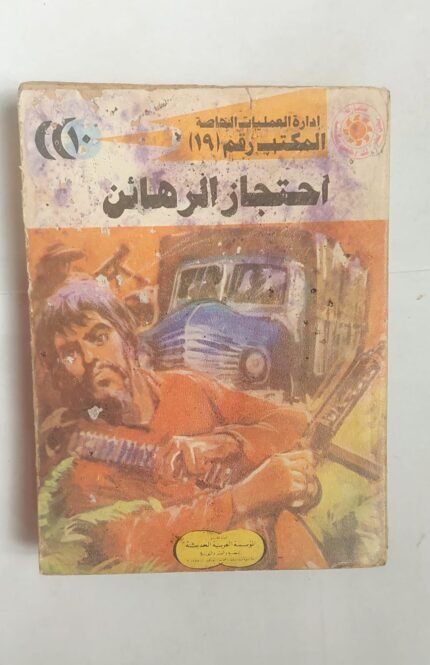 إدارة العمليات الخاصة
المكتب رقم (١٩)
١٠
احتجاز الرهائن
المؤسسة العربية الحديثة